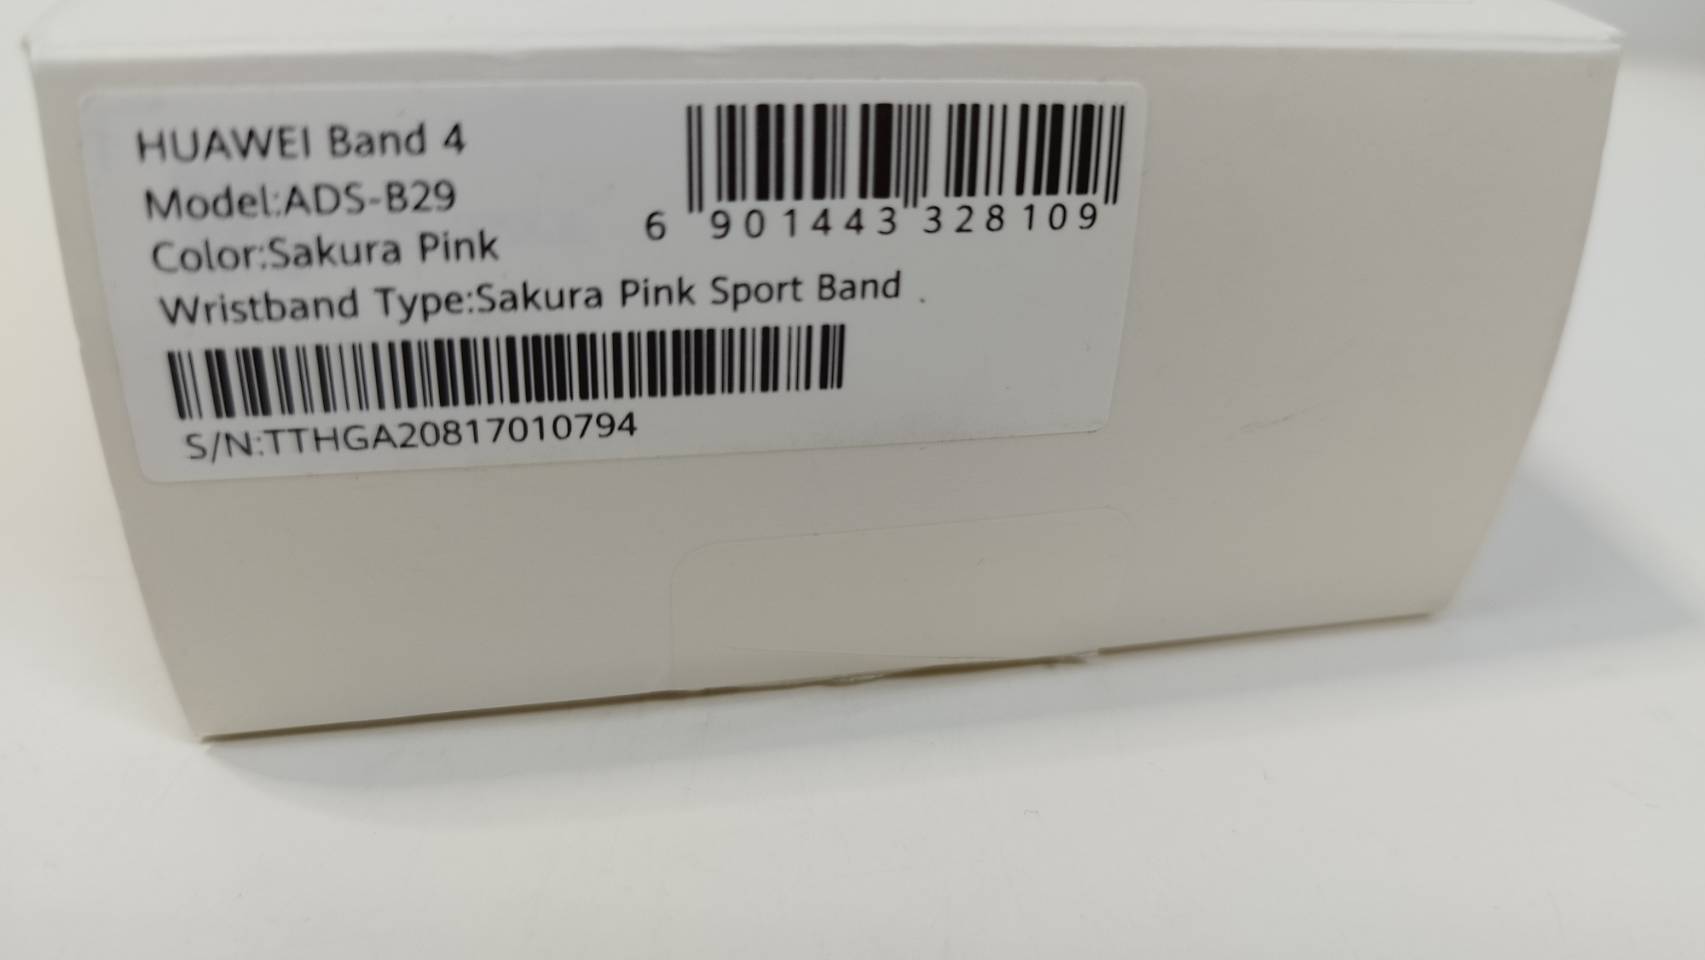 HUAWEI Band 4
Model:ADS-B29
Color:Sakura Pink
6 901443 328109
Wristband Type:Sakura Pink Sport Band
S/N:TTHGA20817010794